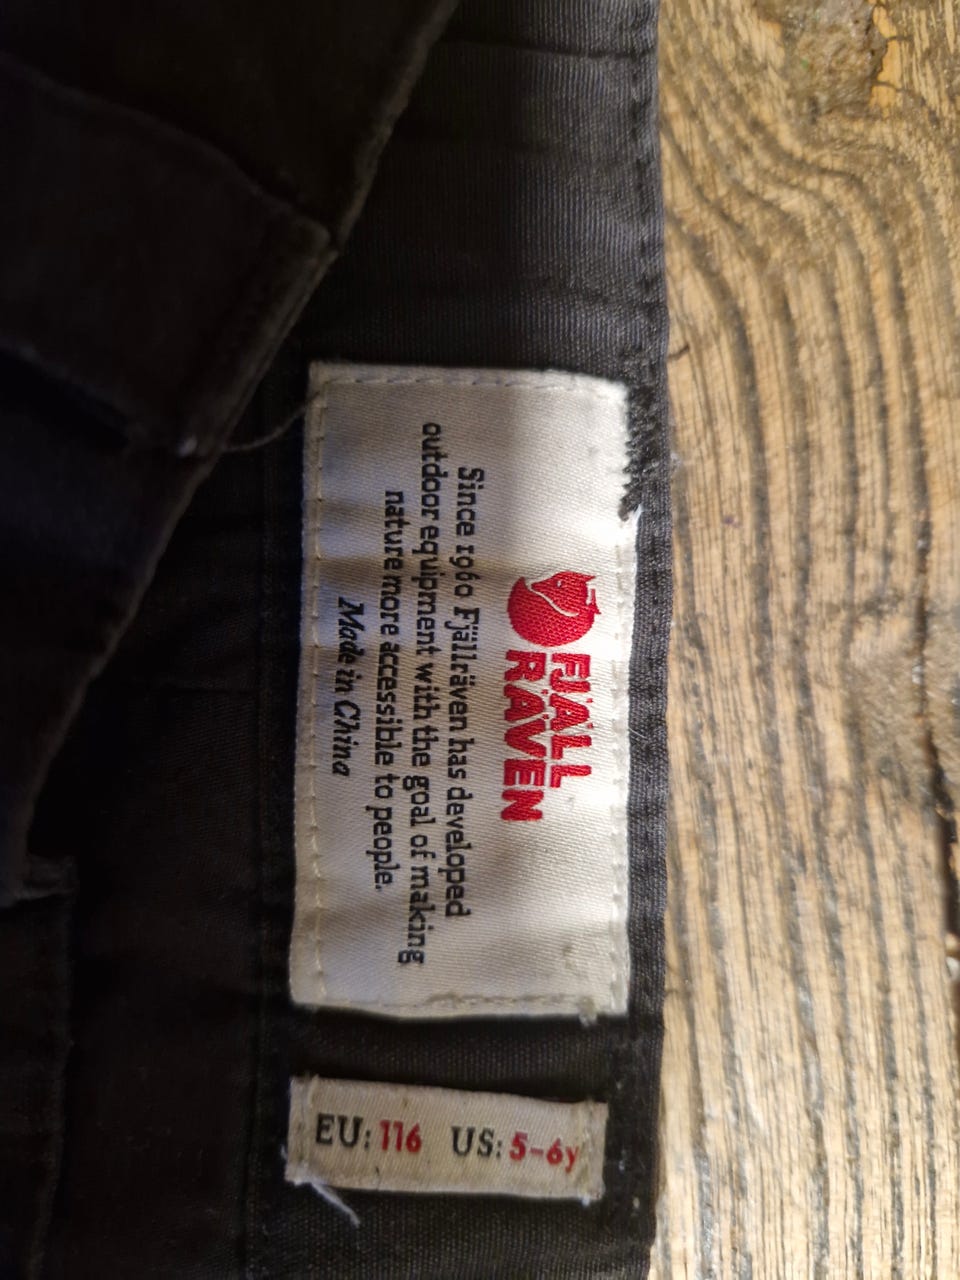 FJÄLL
RÄVEN
Since 1960 Fjällräven has developed
outdoor equipment with the goal of making
nature more accessible to people.
Made in China
EU: 116 US: 5-6y